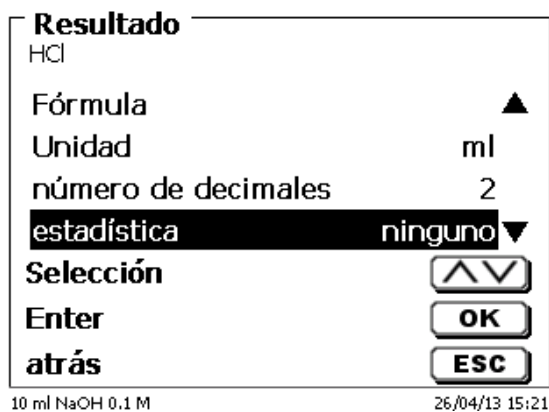 Resultado
HCl
Fórmula
Unidad ml
número de decimales 2
estadística ninguno
Selección
Enter OK
atrás ESC
10 ml NaOH 0.1 M 26/04/13 15:21